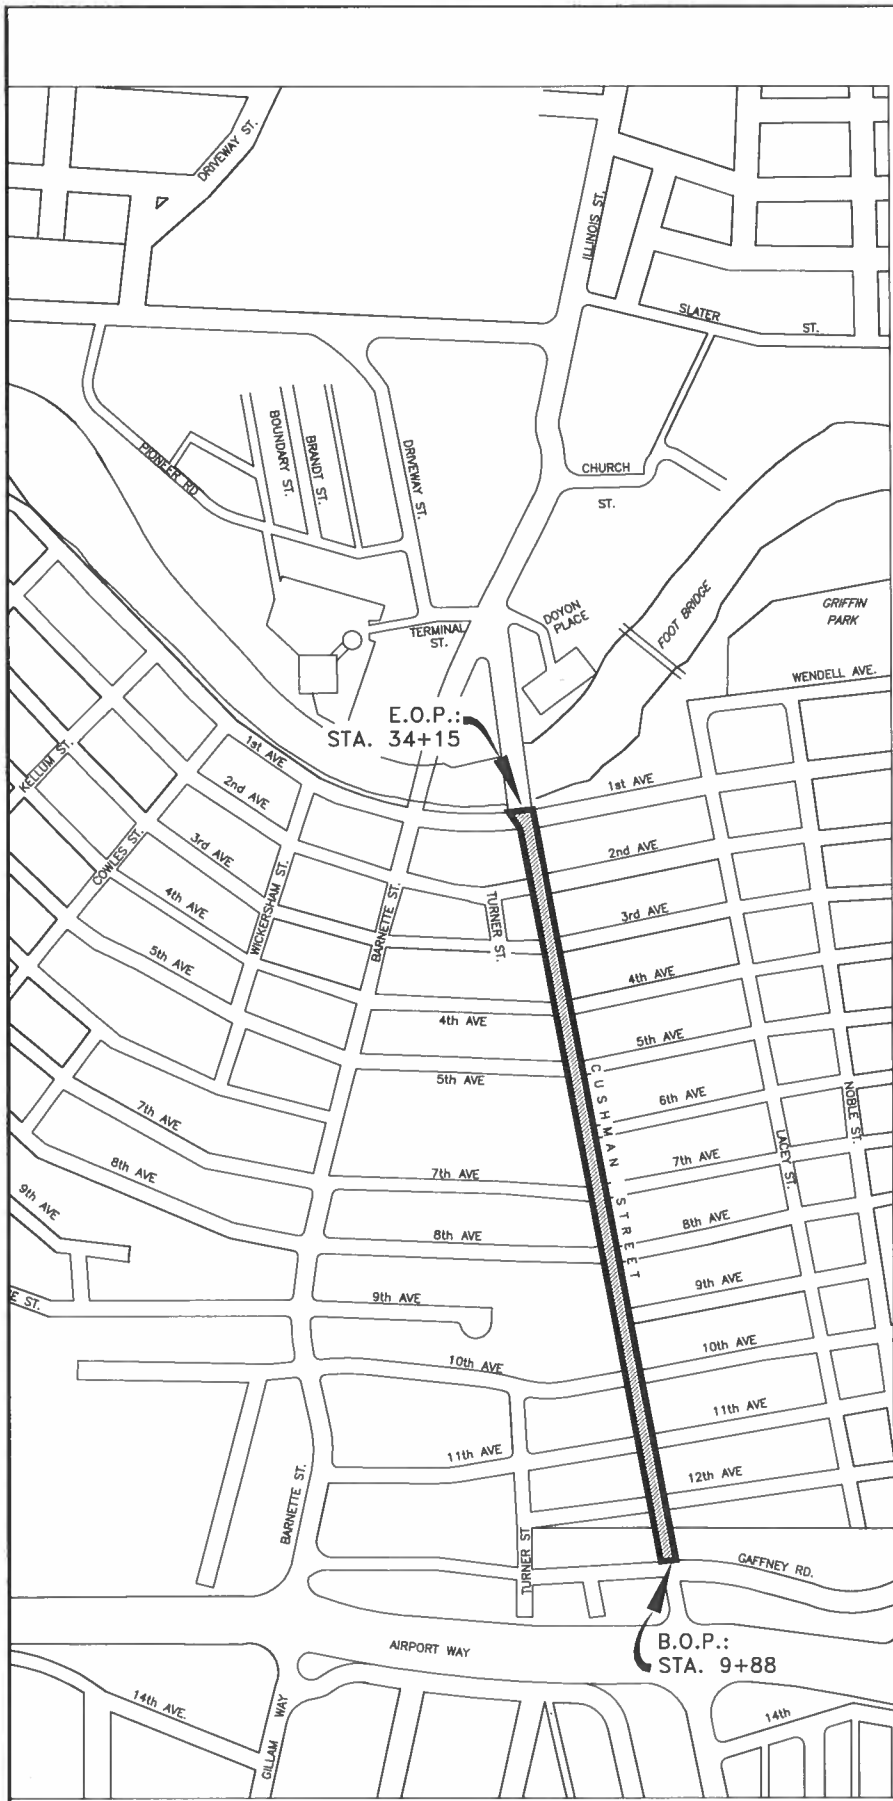 DRIVEWAY ST.
ILLINOIS ST.
SLATER
ST.
BOUNDARY ST.
BRANDT ST.
DRIVEWAY ST.
PIONEER RD
CHURCH
ST.
FOOT BRIDGE
GRIFFIN
PARK
DOYON
PLACE
TERMINAL
ST.
WENDELL AVE.
E.O.P.:
STA. 34+15
KELLUM ST.
1st AVE
2nd AVE
1st AVE
COWLES ST.
3rd AVE
2nd AVE
4th AVE
WICKERSHAM ST.
BARNETTE ST.
TURNER ST.
3rd AVE
5th AVE
4th AVE
4th AVE
5th AVE
5th AVE
CUSHMAN STREET
6th AVE
NOBLE ST.
LACEY ST.
7th AVE
7th AVE
7th AVE
8th AVE
8th AVE
8th AVE
9th AVE
9th AVE
9th AVE
E ST.
10th AVE
10th AVE
11th AVE
11th AVE
12th AVE
BARNETTE ST.
TURNER ST
GAFFNEY RD.
AIRPORT WAY
B.O.P.:
STA. 9+88
14th AVE.
GILLAM WAY
14th